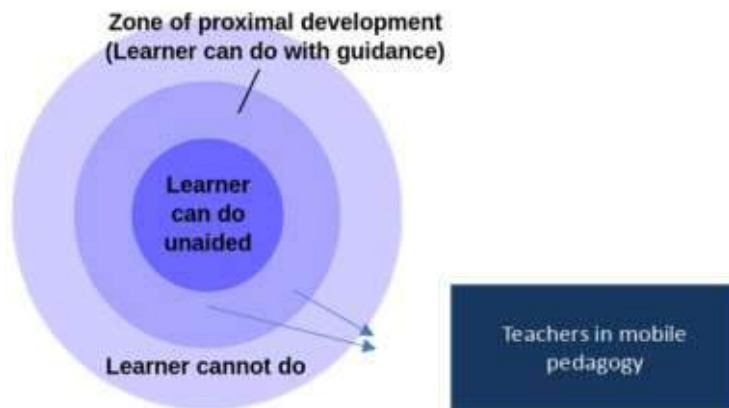 Zone of proximal development
(Learner can do with guidance)
Learner
can do
unaided
Learner cannot do
Teachers in mobile
pedagogy